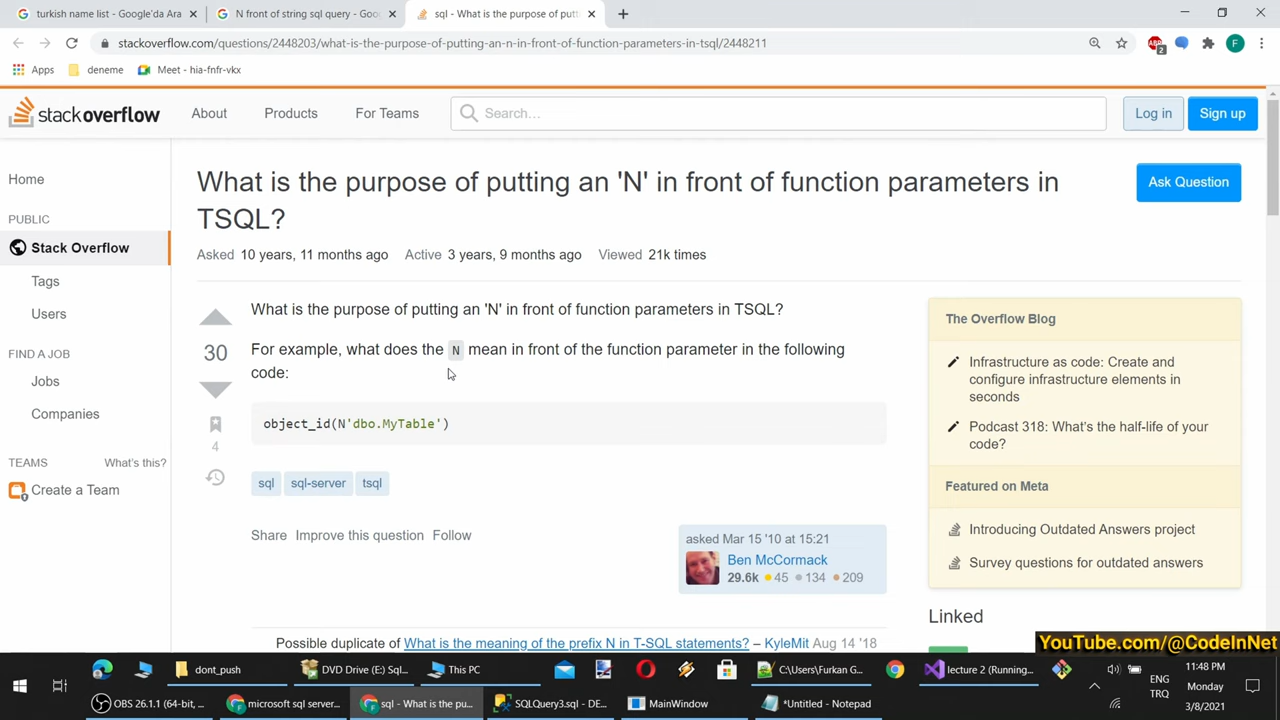 turkish name list - Google'da Ara
N front of string sql query - Goo
sql - What is the purpose of putt
stackoverflow.com/questions/2448203/what-is-the-purpose-of-putting-an-n-in-front-of-function-parameters-in-tsql/2448211
2
F
Apps
deneme
Meet - hia-fnfr-vkx
stackoverflow
About
Products
For Teams
Search...
Log in
Sign up
Home
PUBLIC
Stack Overflow
Tags
Users
FIND A JOB
Jobs
Companies
TEAMS
What's this?
Create a Team
What is the purpose of putting an 'N' in front of function parameters in
TSQL?
Ask Question
Asked 10 years, 11 months ago Active 3 years, 9 months ago Viewed 21k times
30
4
What is the purpose of putting an 'N' in front of function parameters in TSQL?
For example, what does the N mean in front of the function parameter in the following
code:
object_id(N'dbo.MyTable')
sql sql-server tsql
Share Improve this question Follow
asked Mar 15 '10 at 15:21
Ben McCormack
29.6k 45 134 209
Possible duplicate of What is the meaning of the prefix N in T-SQL statements? – KyleMit Aug 14 '18
The Overflow Blog
Infrastructure as code: Create and
configure infrastructure elements in
seconds
Podcast 318: What's the half-life of your
code?
Featured on Meta
Introducing Outdated Answers project
Survey questions for outdated answers
Linked
YouTube.com/@CodeInNet
dont_push
DVD Drive (E:) Sql...
This PC
C:\Users\Furkan G...
lecture 2 (Running...
OBS 26.1.1 (64-bit, ...
microsoft sql server...
sql - What is the pu...
SQLQuery3.sql - DE...
MainWindow
*Untitled - Notepad
ENG
TRQ
11:48 PM
Monday
3/8/2021